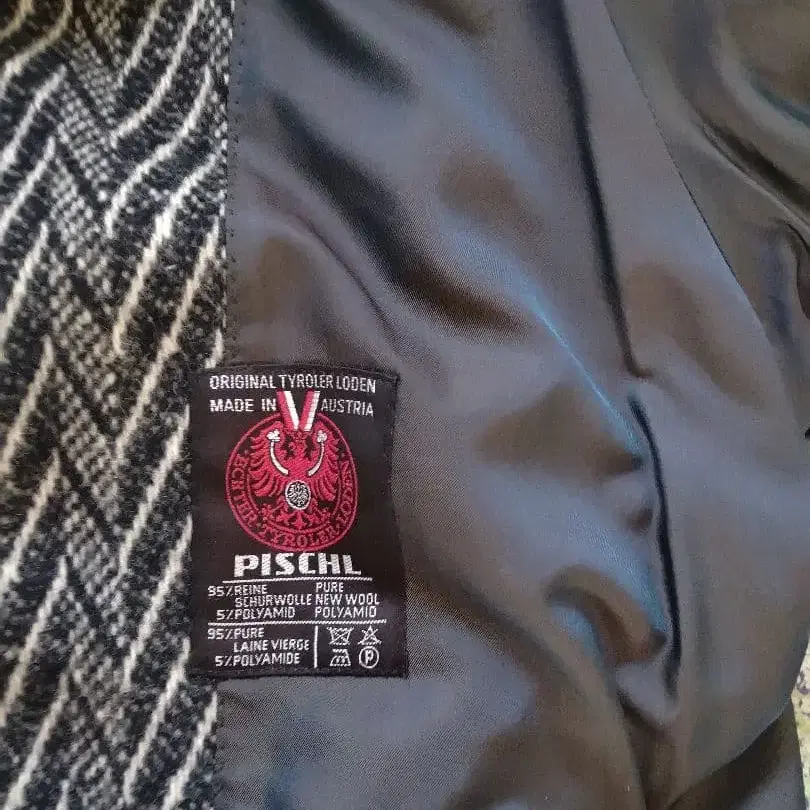 ORIGINAL TYROLER LODEN
MADE IN AUSTRIA
ECHTER TYROLER LODEN
PISCHL
95% REINE PURE
SCHURWOLLE NEW WOOL
5% POLYAMID POLYAMID
95% PURE
LAINE VIERGE
5% POLYAMIDE
P